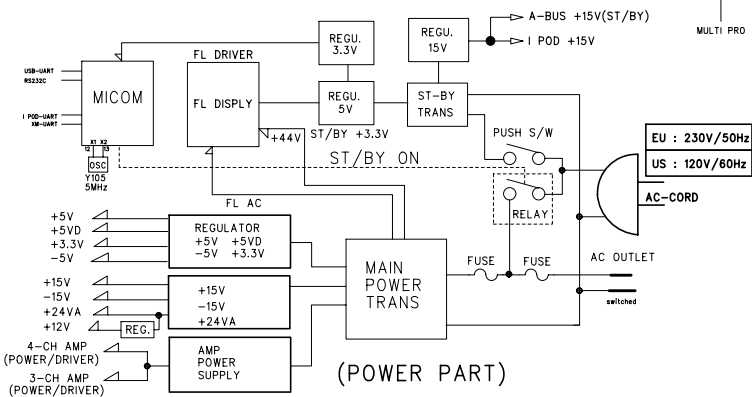 A-BUS +15V(ST/BY)
I POD +15V
MULTI PRO
REGU.
3.3V
REGU.
15V
FL DRIVER
USB-UART
RS232C
MICOM
FL DISPLY
REGU.
5V
ST-BY
TRANS
I POD-UART
XM-UART
X1 X2
12 13
OSC
Y105
5MHz
+44V
ST/BY +3.3V
PUSH S/W
ST/BY ON
EU : 230V/50Hz
US : 120V/60Hz
AC-CORD
RELAY
FL AC
+5V
+5VD
+3.3V
-5V
REGULATOR
+5V +5VD
-5V +3.3V
MAIN
POWER
TRANS
FUSE
FUSE
AC OUTLET
switched
+15V
-15V
+24VA
+12V
REG.
+15V
-15V
+24VA
4-CH AMP
(POWER/DRIVER)
3-CH AMP
(POWER/DRIVER)
AMP
POWER
SUPPLY
(POWER PART)